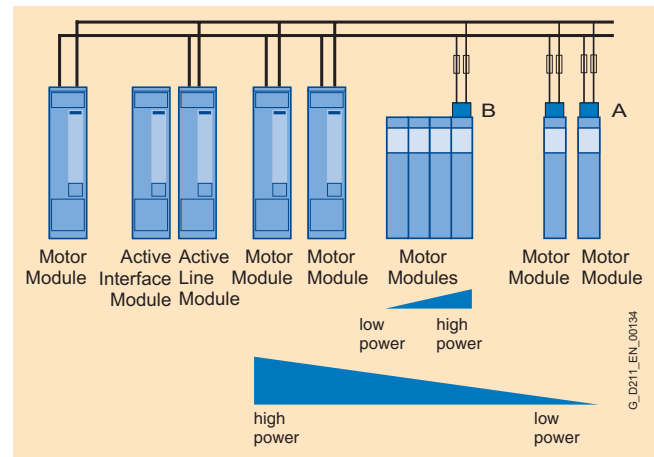 B
A
Motor Module
Active Interface Module
Active Line Module
Motor Module
Motor Module
Motor Modules
Motor Module
Motor Module
low power
high power
high power
low power
G_D211_EN_00134